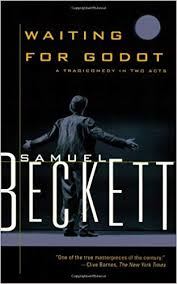 WAITING
FOR GODOT
A TRAGICOMEDY IN TWO ACTS
SAMUEL
BECKETT
"One of the true masterpieces of the century."
—Clive Barnes, The New York Times